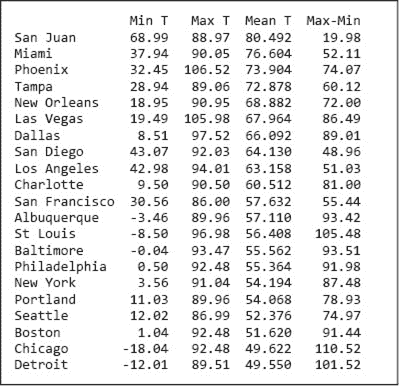 Min T Max T Mean T Max-Min
San Juan 68.99 88.97 80.492 19.98
Miami 37.94 90.05 76.604 52.11
Phoenix 32.45 106.52 73.904 74.07
Tampa 28.94 89.06 72.878 60.12
New Orleans 18.95 90.95 68.882 72.00
Las Vegas 19.49 105.98 67.964 86.49
Dallas 8.51 97.52 66.092 89.01
San Diego 43.07 92.03 64.130 48.96
Los Angeles 42.98 94.01 63.158 51.03
Charlotte 9.50 90.50 60.512 81.00
San Francisco 30.56 86.00 57.632 55.44
Albuquerque -3.46 89.96 57.110 93.42
St Louis -8.50 96.98 56.408 105.48
Baltimore -0.04 93.47 55.562 93.51
Philadelphia 0.50 92.48 55.364 91.98
New York 3.56 91.04 54.194 87.48
Portland 11.03 89.96 54.068 78.93
Seattle 12.02 86.99 52.376 74.97
Boston 1.04 92.48 51.620 91.44
Chicago -18.04 92.48 49.622 110.52
Detroit -12.01 89.51 49.550 101.52